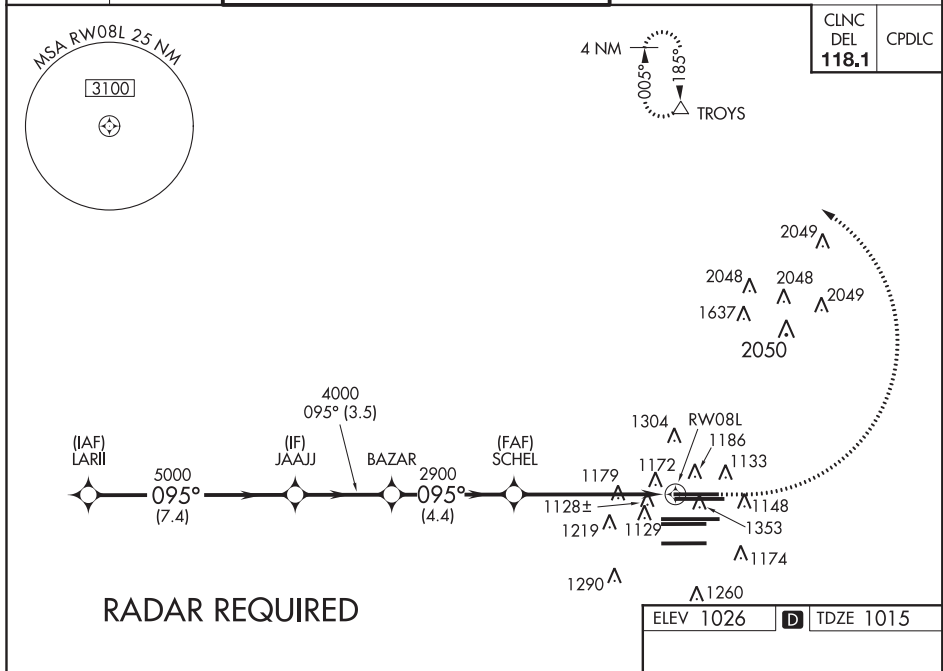 MSA RW08L 25 NM
3100
4 NM
005°
185°
TROYS
CLNC
DEL
118.1
CPDLC
2049
2048
2048
2049
1637
2050
4000
095° (3.5)
(IAF)
LARII
5000
095°
(7.4)
(IF)
JAAJJ
BAZAR
2900
095°
(4.4)
(FAF)
SCHEL
1304
RW08L
1186
1172
1133
1179
1128±
1219
1129
1148
1353
1174
1290
1260
RADAR REQUIRED
ELEV 1026
D
TDZE 1015